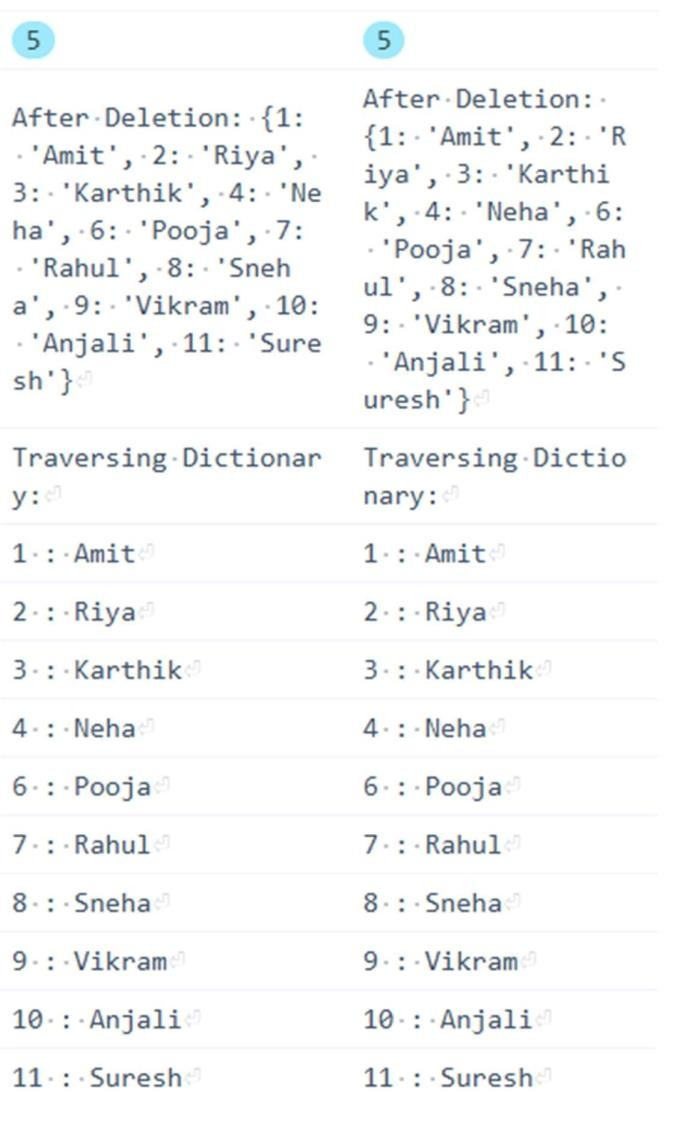 5
After Deletion: {1:
 'Amit', 2: 'Riya',
3: 'Karthik', 4: 'Ne
ha', 6: 'Pooja', 7:
 'Rahul', 8: 'Sneh
a', 9: 'Vikram', 10:
 'Anjali', 11: 'Sure
sh'}
Traversing Dictionar
y:
1 : Amit
2 : Riya
3 : Karthik
4 : Neha
6 : Pooja
7 : Rahul
8 : Sneha
9 : Vikram
10 : Anjali
11 : Suresh
5
After Deletion:
{1: 'Amit', 2: 'R
iya', 3: 'Karthi
k', 4: 'Neha', 6:
 'Pooja', 7: 'Rah
ul', 8: 'Sneha',
9: 'Vikram', 10:
 'Anjali', 11: 'S
uresh'}
Traversing Dictio
nary:
1 : Amit
2 : Riya
3 : Karthik
4 : Neha
6 : Pooja
7 : Rahul
8 : Sneha
9 : Vikram
10 : Anjali
11 : Suresh